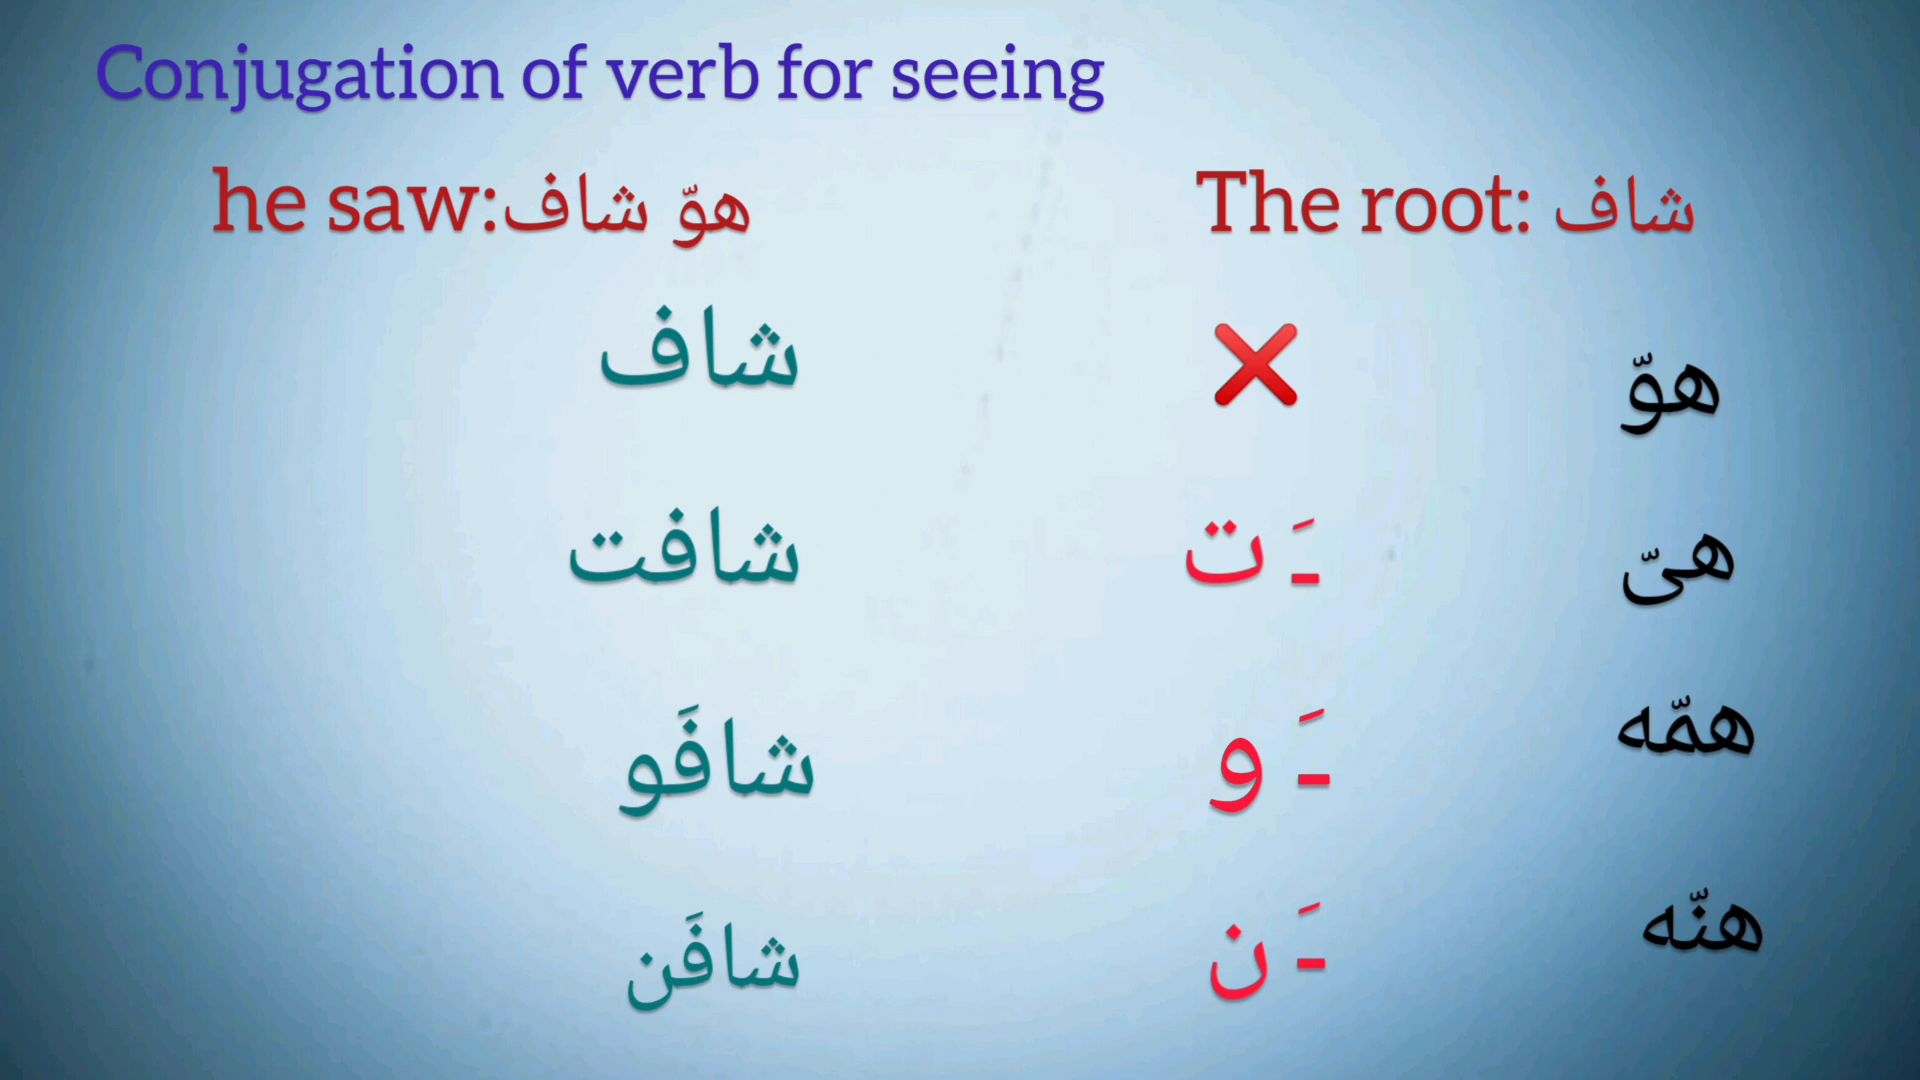 Conjugation of verb for seeing
he saw:هوّ شاف
The root: شاف
هوّ ❌ شاف
هیّ ـَ ت شافت
همّه ـَ و شافَو
هنّه ـَ ن شافَن